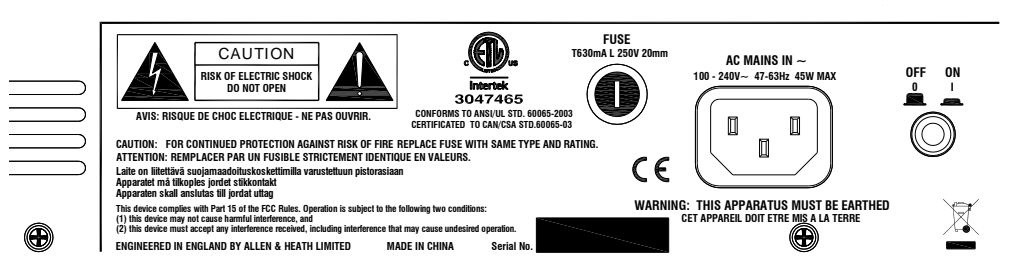 CAUTION
RISK OF ELECTRIC SHOCK
DO NOT OPEN
AVIS: RISQUE DE CHOC ELECTRIQUE - NE PAS OUVRIR.
C ETL US
Intertek
3047465
CONFORMS TO ANSI/UL STD. 60065-2003
CERTIFICATED TO CAN/CSA STD.60065-03
FUSE
T630mA L 250V 20mm
AC MAINS IN ~
100 - 240V~ 47-63Hz 45W MAX
OFF ON
0 I
CAUTION: FOR CONTINUED PROTECTION AGAINST RISK OF FIRE REPLACE FUSE WITH SAME TYPE AND RATING.
ATTENTION: REMPLACER PAR UN FUSIBLE STRICTEMENT IDENTIQUE EN VALEURS.
Laite on liitettävä suojamaadoituskoskettimilla varustettuun pistorasiaan
Apparatet må tilkoples jordet stikkontakt
Apparaten skall anslutas till jordat uttag
CE
This device complies with Part 15 of the FCC Rules. Operation is subject to the following two conditions:
(1) this device may not cause harmful interference, and
(2) this device must accept any interference received, including interference that may cause undesired operation.
WARNING: THIS APPARATUS MUST BE EARTHED
CET APPAREIL DOIT ETRE MIS A LA TERRE
ENGINEERED IN ENGLAND BY ALLEN & HEATH LIMITED MADE IN CHINA Serial No.